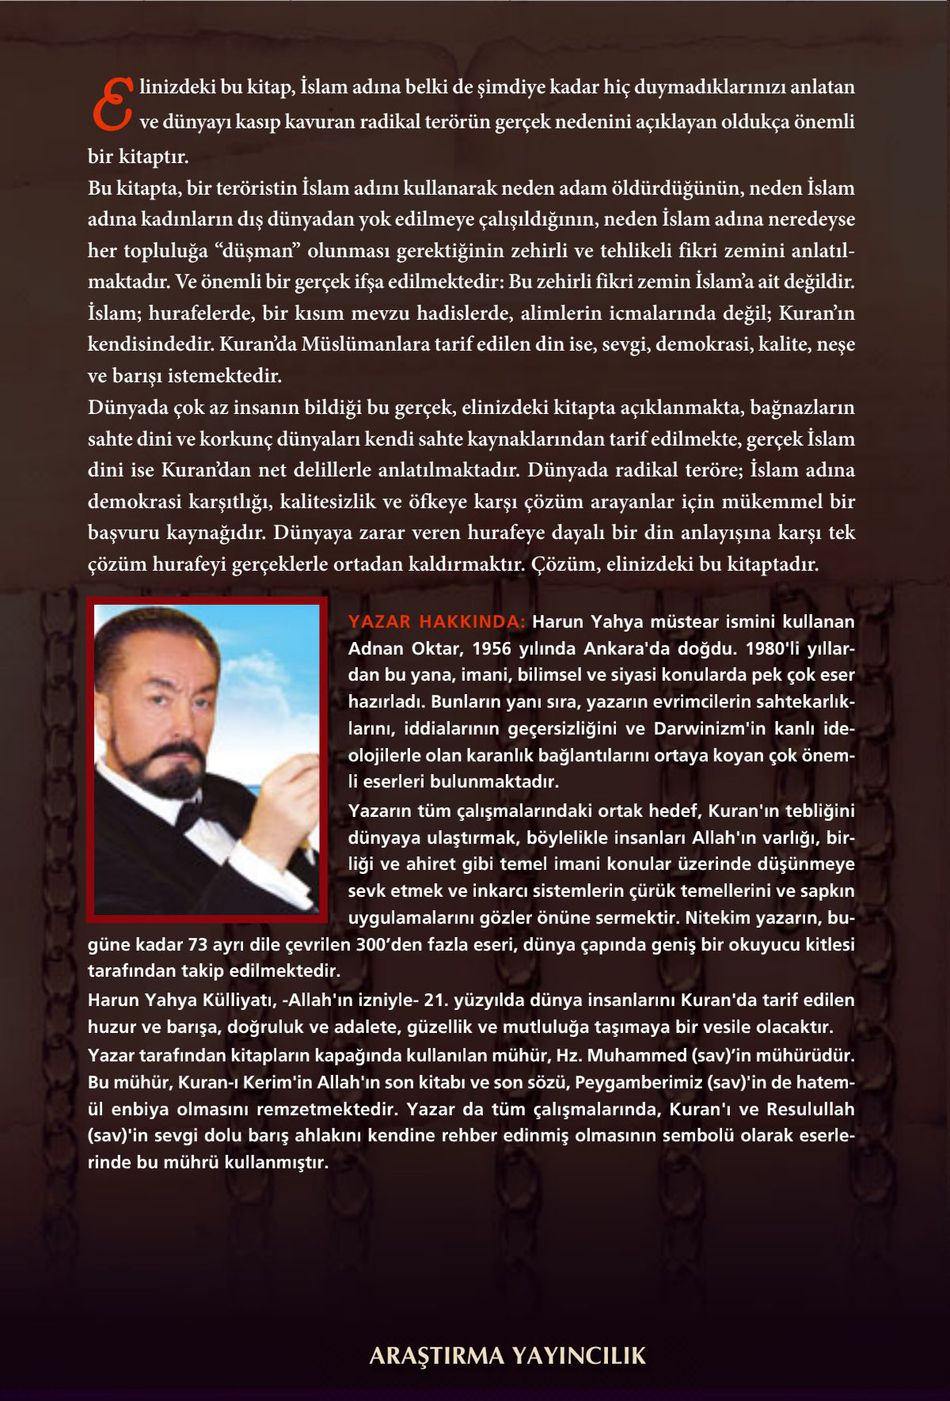 Elinizdeki bu kitap, İslam adına belki de şimdiye kadar hiç duymadıklarınızı anlatan
ve dünyayı kasıp kavuran radikal terörün gerçek nedenini açıklayan oldukça önemli
bir kitaptır.
Bu kitapta, bir teröristin İslam adını kullanarak neden adam öldürdüğünün, neden İslam
adına kadınların dış dünyadan yok edilmeye çalışıldığının, neden İslam adına neredeyse
her topluluğa “düşman” olunması gerektiğinin zehirli ve tehlikeli fikri zemini anlatıl-
maktadır. Ve önemli bir gerçek ifşa edilmektedir: Bu zehirli fikri zemin İslam’a ait değildir.
İslam; hurafelerde, bir kısım mevzu hadislerde, alimlerin icmalarında değil; Kuran’ın
kendisindedir. Kuran’da Müslümanlara tarif edilen din ise, sevgi, demokrasi, kalite, neşe
ve barışı istemektedir.
Dünyada çok az insanın bildiği bu gerçek, elinizdeki kitapta açıklanmakta, bağnazların
sahte dini ve korkunç dünyaları kendi sahte kaynaklarından tarif edilmekte, gerçek İslam
dini ise Kuran’dan net delillerle anlatılmaktadır. Dünyada radikal teröre; İslam adına
demokrasi karşıtlığı, kalitesizlik ve öfkeye karşı çözüm arayanlar için mükemmel bir
başvuru kaynağıdır. Dünyaya zarar veren hurafeye dayalı bir din anlayışına karşı tek
çözüm hurafeyi gerçeklerle ortadan kaldırmaktır. Çözüm, elinizdeki bu kitaptadır.
YAZAR HAKKINDA: Harun Yahya müstear ismini kullanan
Adnan Oktar, 1956 yılında Ankara'da doğdu. 1980'li yıllar-
dan bu yana, imani, bilimsel ve siyasi konularda pek çok eser
hazırladı. Bunların yanı sıra, yazarın evrimcilerin sahtekarlık-
larını, iddialarının geçersizliğini ve Darwinizm'in kanlı ide-
olojilerle olan karanlık bağlantılarını ortaya koyan çok önem-
li eserleri bulunmaktadır.
Yazarın tüm çalışmalarındaki ortak hedef, Kuran'ın tebliğini
dünyaya ulaştırmak, böylelikle insanları Allah'ın varlığı, bir-
liği ve ahiret gibi temel imani konular üzerinde düşünmeye
sevk etmek ve inkarcı sistemlerin çürük temellerini ve sapkın
uygulamalarını gözler önüne sermektir. Nitekim yazarın, bu-
güne kadar 73 ayrı dile çevrilen 300’den fazla eseri, dünya çapında geniş bir okuyucu kitlesi
tarafından takip edilmektedir.
Harun Yahya Külliyatı, -Allah'ın izniyle- 21. yüzyılda dünya insanlarını Kuran'da tarif edilen
huzur ve barışa, doğruluk ve adalete, güzellik ve mutluluğa taşımaya bir vesile olacaktır.
Yazar tarafından kitapların kapağında kullanılan mühür, Hz. Muhammed (sav)’in mühürüdür.
Bu mühür, Kuran-ı Kerim'in Allah'ın son kitabı ve son sözü, Peygamberimiz (sav)'in de hatem-
ül enbiya olmasını remzetmektedir. Yazar da tüm çalışmalarında, Kuran'ı ve Resulullah
(sav)'in sevgi dolu barış ahlakını kendine rehber edinmiş olmasının sembolü olarak eserle-
rinde bu mührü kullanmıştır.
ARAŞTIRMA YAYINCILIK